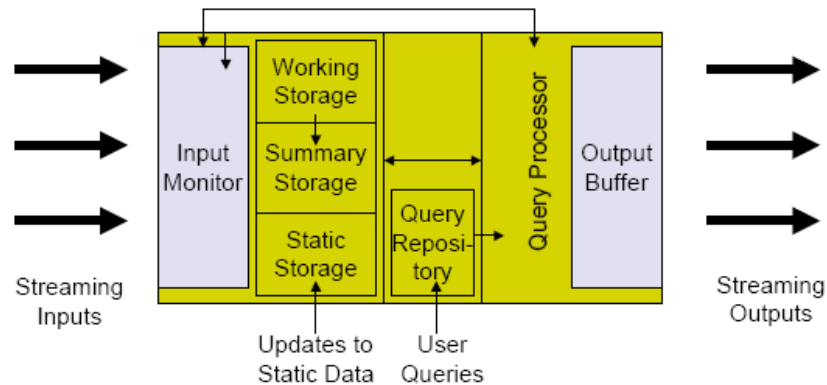 Working
Storage
Summary
Storage
Static
Storage
Input
Monitor
Query
Reposi-
tory
Query Processor
Output
Buffer
Streaming
Inputs
Updates to
Static Data
User
Queries
Streaming
Outputs